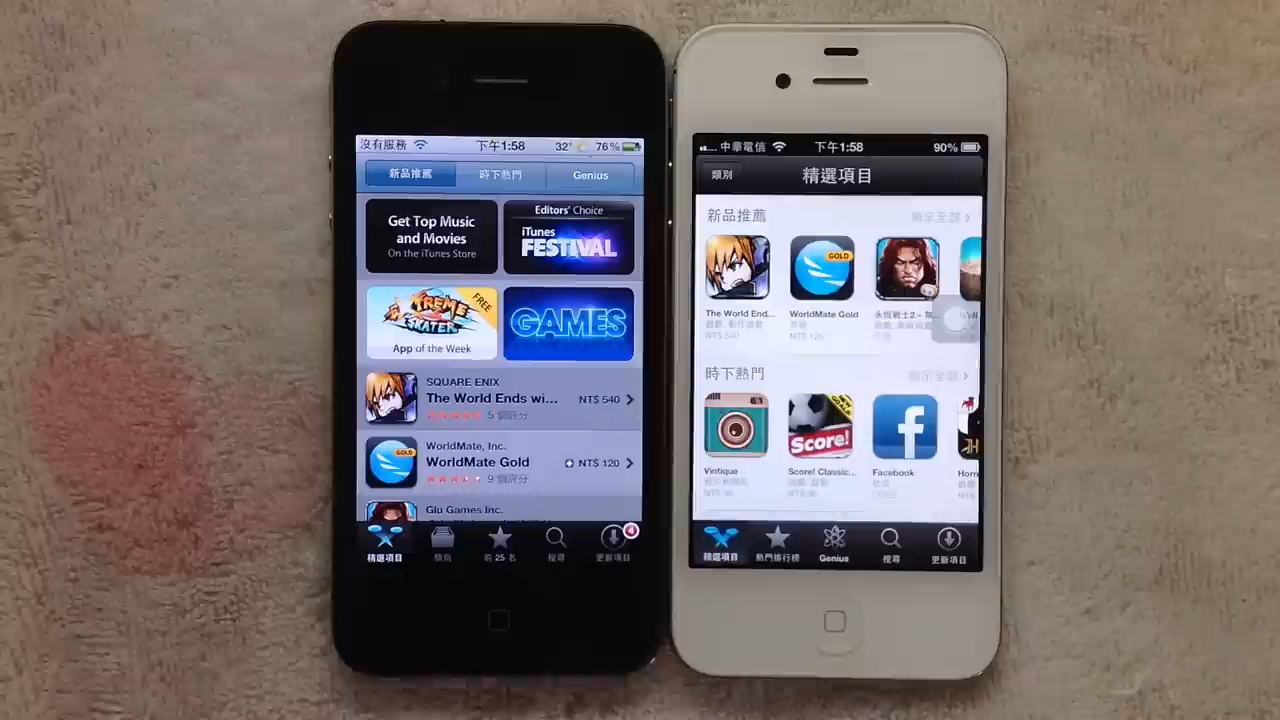 沒有服務 下午1:58 32° 76%
新品推薦 時下熱門 Genius
Get Top Music
and Movies
On the iTunes Store
Editors' Choice
iTunes
FESTIVAL
XTREME
SKATER
FREE
App of the Week
GAMES
SQUARE ENIX
The World Ends wi... NT$ 540
5 個評分
GOLD
WorldMate, Inc.
WorldMate Gold NT$ 120
9 個評分
Glu Games Inc.
4
精選項目 類別 前 25 名 搜尋 更新項目
中華電信 下午1:58 90%
類別 精選項目
新品推薦 顯示全部
GOLD
The World End... WorldMate Gold 永恆戰士2～
NT$ 540 NT$ 120
時下熱門 顯示全部
Score!
Vintique Score! Classic... Facebook
精選項目 熱門排行榜 Genius 搜尋 更新項目